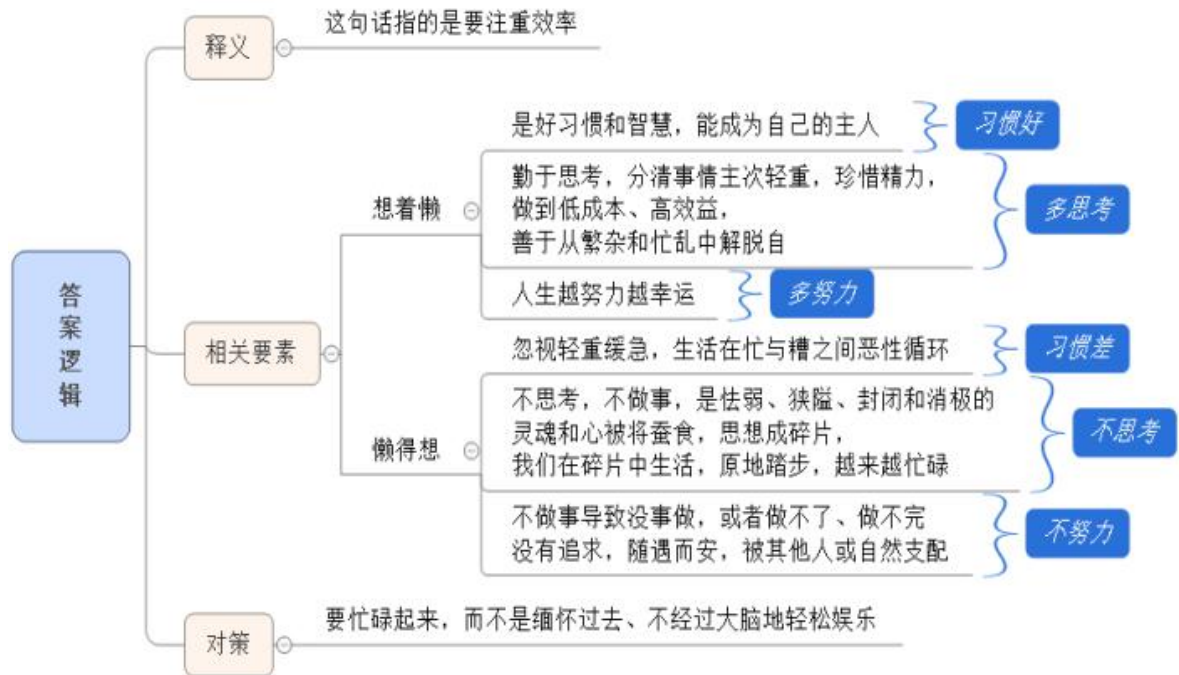 释义
这句话指的是要注重效率
答案逻辑
相关要素
想着懒
是好习惯和智慧，能成为自己的主人
习惯好
勤于思考，分清事情主次轻重，珍惜精力，
做到低成本、高效益，
善于从繁杂和忙乱中解脱自
多思考
人生越努力越幸运
多努力
懒得想
忽视轻重缓急，生活在忙与糟之间恶性循环
习惯差
不思考，不做事，是怯弱、狭隘、封闭和消极的
灵魂和心被将蚕食，思想成碎片，
我们在碎片中生活，原地踏步，越来越忙碌
不思考
不做事导致没事做，或者做不了、做不完
没有追求，随遇而安，被其他人或自然支配
不努力
对策
要忙碌起来，而不是缅怀过去、不经过大脑地轻松娱乐